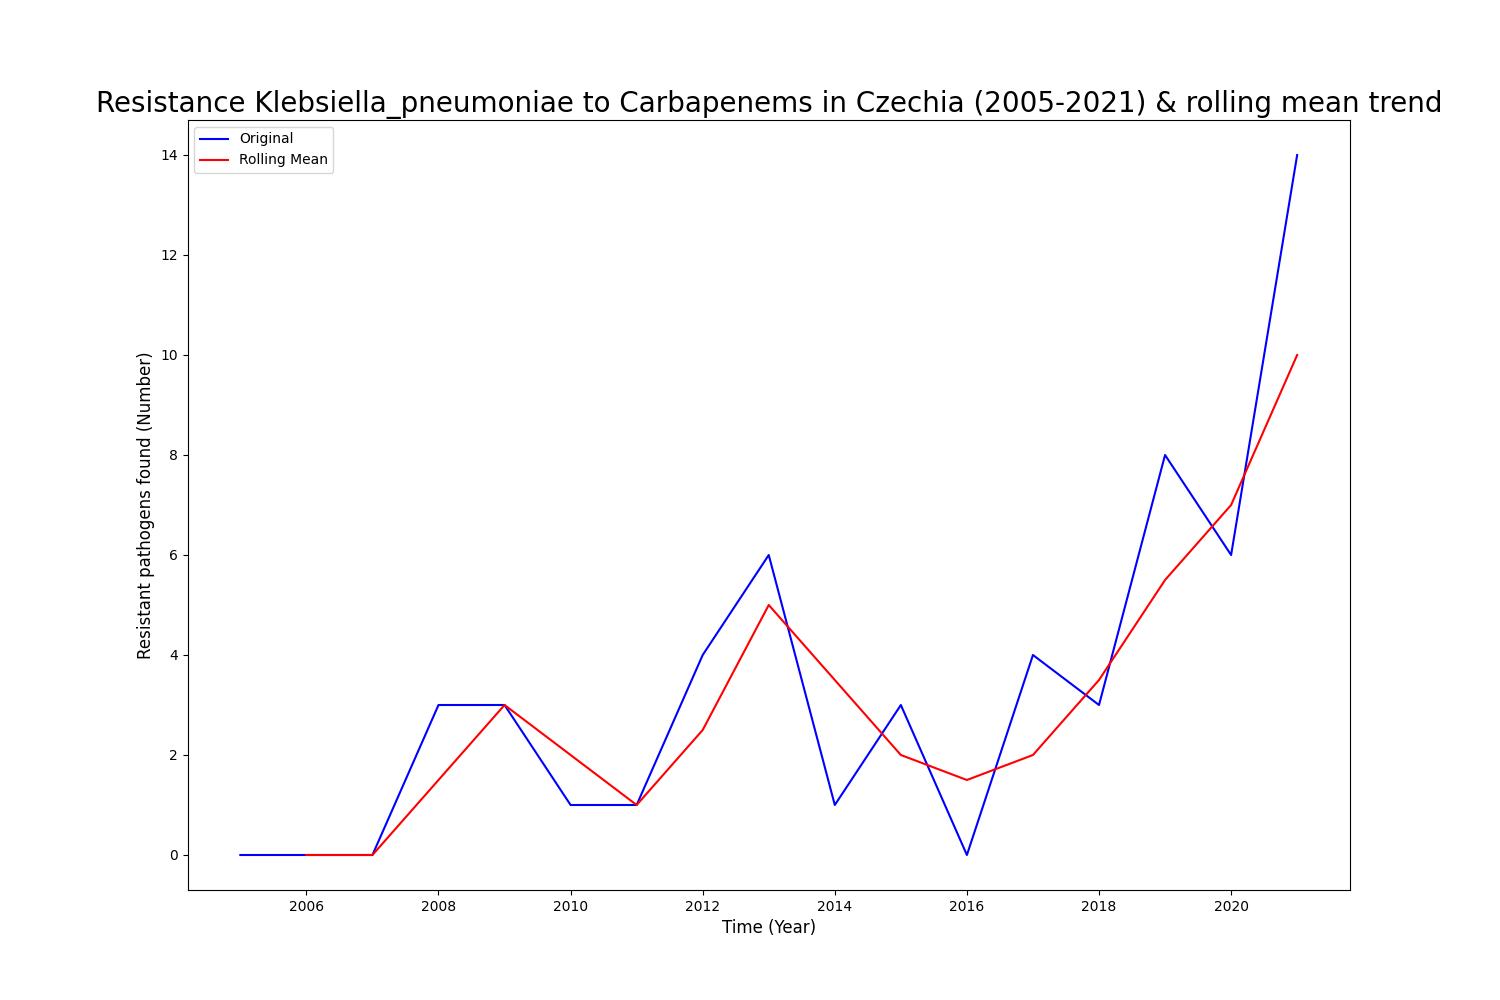 Resistance Klebsiella_pneumoniae to Carbapenems in Czechia (2005-2021) & rolling mean trend
Original
Rolling Mean
14
12
10
8
6
4
2
0
Resistant pathogens found (Number)
2006 2008 2010 2012 2014 2016 2018 2020
Time (Year)